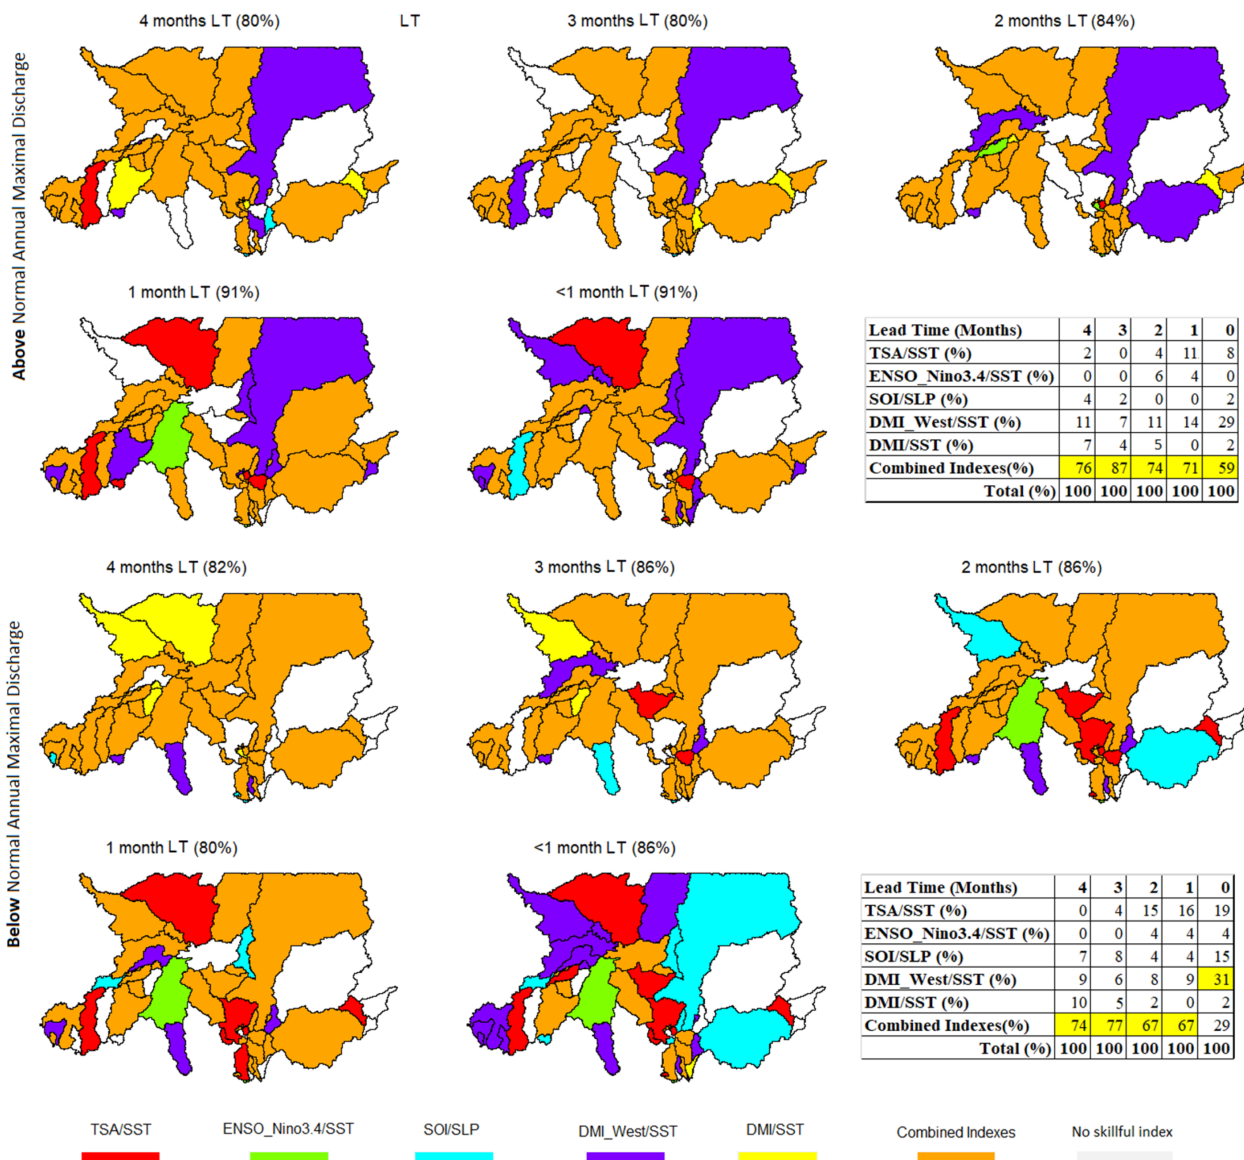 4 months LT (80%)
LT
3 months LT (80%)
2 months LT (84%)
Above Normal Annual Maximal Discharge
1 month LT (91%)
<1 month LT (91%)
Lead Time (Months) 4 3 2 1 0
TSA/SST (%) 2 0 4 11 8
ENSO_Nino3.4/SST (%) 0 0 6 4 0
SOI/SLP (%) 4 2 0 0 2
DMI_West/SST (%) 11 7 11 14 29
DMI/SST (%) 7 4 5 0 2
Combined Indexes(%) 76 87 74 71 59
Total (%) 100 100 100 100 100
4 months LT (82%)
3 months LT (86%)
2 months LT (86%)
Below Normal Annual Maximal Discharge
1 month LT (80%)
<1 month LT (86%)
Lead Time (Months) 4 3 2 1 0
TSA/SST (%) 0 4 15 16 19
ENSO_Nino3.4/SST (%) 0 0 4 4 4
SOI/SLP (%) 7 8 4 4 15
DMI_West/SST (%) 9 6 8 9 31
DMI/SST (%) 10 5 2 0 2
Combined Indexes(%) 74 77 67 67 29
Total (%) 100 100 100 100 100
TSA/SST
ENSO_Nino3.4/SST
SOI/SLP
DMI_West/SST
DMI/SST
Combined Indexes
No skillful index